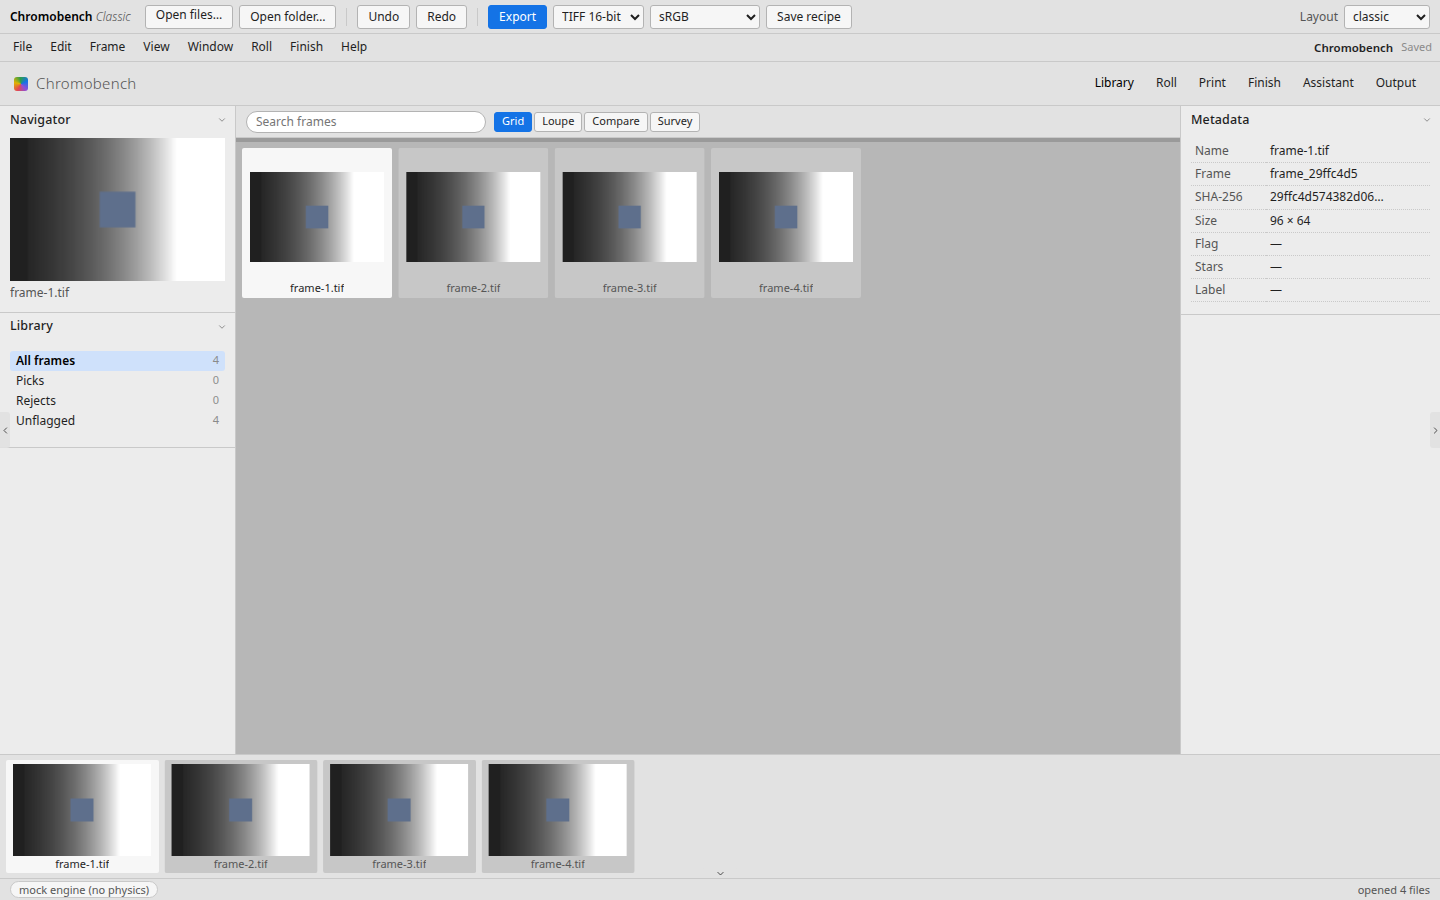 Chromobench Classic Open files... Open folder... Undo Redo Export TIFF 16-bit sRGB Save recipe Layout classic
File Edit Frame View Window Roll Finish Help Chromobench Saved
Chromobench Library Roll Print Finish Assistant Output
Navigator
frame-1.tif
Library
All frames 4
Picks 0
Rejects 0
Unflagged 4
Search frames Grid Loupe Compare Survey
frame-1.tif frame-2.tif frame-3.tif frame-4.tif
Metadata
Name frame-1.tif
Frame frame_29ffc4d5
SHA-256 29ffc4d574382d06...
Size 96 × 64
Flag —
Stars —
Label —
frame-1.tif frame-2.tif frame-3.tif frame-4.tif
mock engine (no physics) opened 4 files